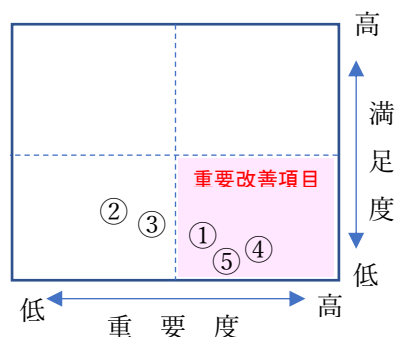 高
満足度
重要改善項目
②
③
①
④
⑤
低
低
高
重要度